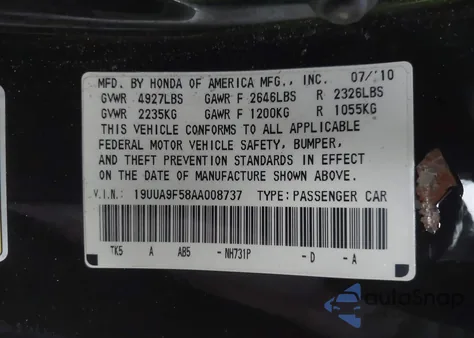 MFD. BY HONDA OF AMERICA MFG., INC. 07/'10
GVWR 4927LBS GAWR F 2646LBS R 2326LBS
GVWR 2235KG GAWR F 1200KG R 1055KG
THIS VEHICLE CONFORMS TO ALL APPLICABLE
FEDERAL MOTOR VEHICLE SAFETY, BUMPER,
AND THEFT PREVENTION STANDARDS IN EFFECT
ON THE DATE OF MANUFACTURE SHOWN ABOVE.
V.I.N.: 19UUA9F58AA008737 TYPE:PASSENGER CAR
TK5 A AB5 -NH731P -D -A
autoSnap